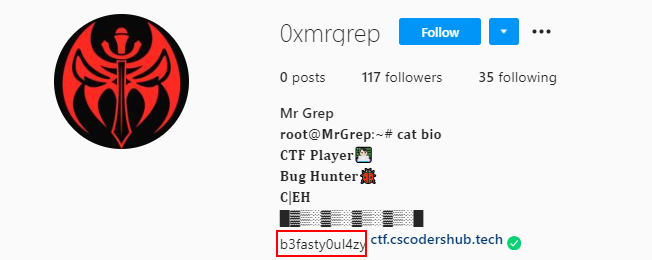 0xmrgrep Follow •••
0 posts 117 followers 35 following
Mr Grep
root@MrGrep:~# cat bio
CTF Player
Bug Hunter
C|EH
█▓▒░▒▓▒░▒▓▒░▒█
b3fasty0ul4zy ctf.cscodershub.tech